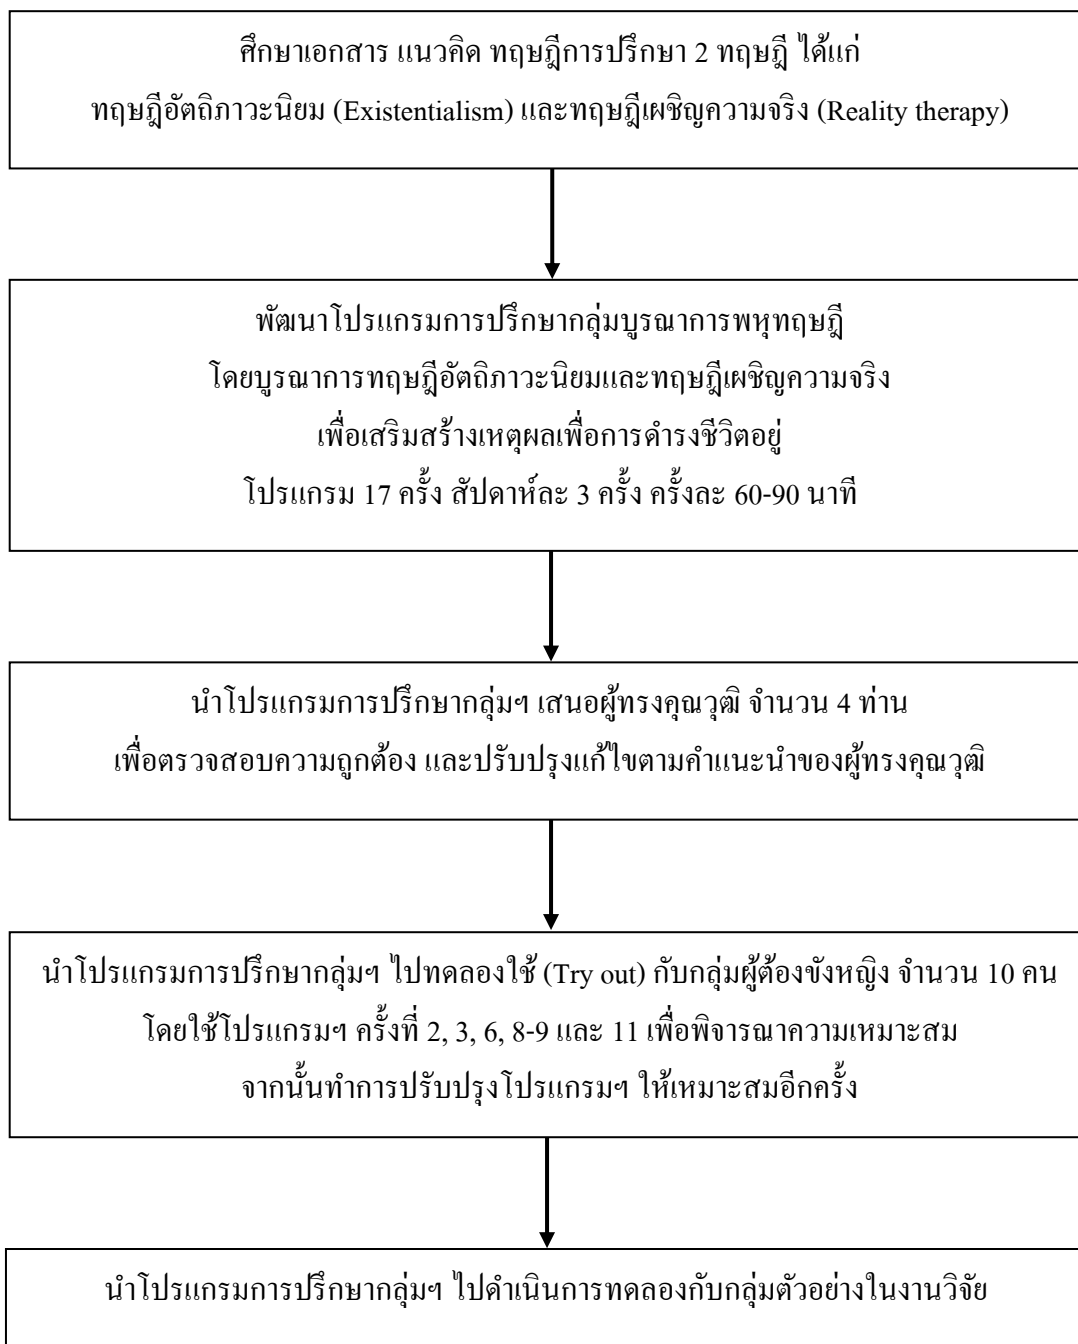 ศึกษาเอกสาร แนวคิด ทฤษฎีการปรึกษา 2 ทฤษฎี ได้แก่
ทฤษฎีอัตถิภาวะนิยม (Existentialism) และทฤษฎีเผชิญความจริง (Reality therapy)
พัฒนาโปรแกรมการปรึกษากลุ่มบูรณาการพหุทฤษฎี
โดยบูรณาการทฤษฎีอัตถิภาวะนิยมและทฤษฎีเผชิญความจริง
เพื่อเสริมสร้างเหตุผลเพื่อการดำรงชีวิตอยู่
โปรแกรม 17 ครั้ง สัปดาห์ละ 3 ครั้ง ครั้งละ 60-90 นาที
นำโปรแกรมการปรึกษากลุ่มฯ เสนอผู้ทรงคุณวุฒิ จำนวน 4 ท่าน
เพื่อตรวจสอบความถูกต้อง และปรับปรุงแก้ไขตามคำแนะนำของผู้ทรงคุณวุฒิ
นำโปรแกรมการปรึกษากลุ่มฯ ไปทดลองใช้ (Try out) กับกลุ่มผู้ต้องขังหญิง จำนวน 10 คน
โดยใช้โปรแกรมฯ ครั้งที่ 2, 3, 6, 8-9 และ 11 เพื่อพิจารณาความเหมาะสม
จากนั้นทำการปรับปรุงโปรแกรมฯ ให้เหมาะสมอีกครั้ง
นำโปรแกรมการปรึกษากลุ่มฯ ไปดำเนินการทดลองกับกลุ่มตัวอย่างในงานวิจัย